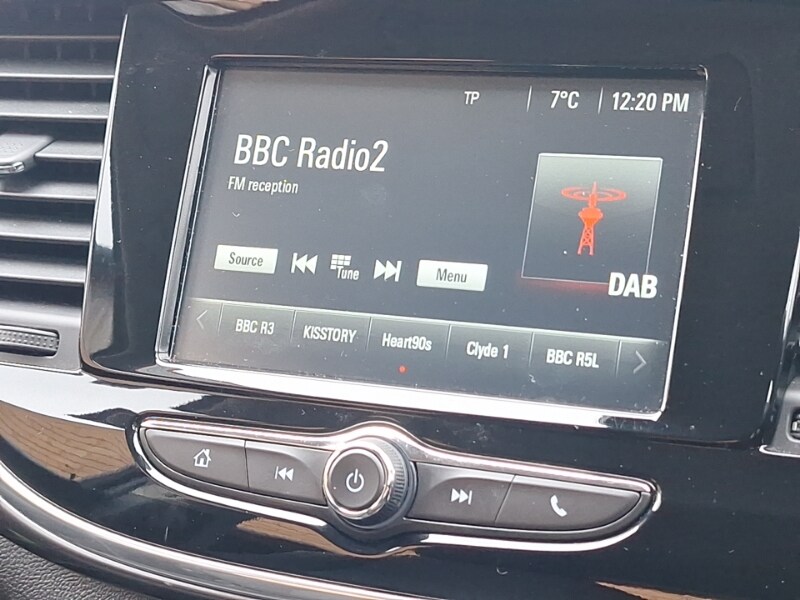 TP 7°C 12:20 PM
BBC Radio2
FM reception
DAB
Source Tune Menu
BBC R3 KISSTORY Heart90s Clyde 1 BBC R5L